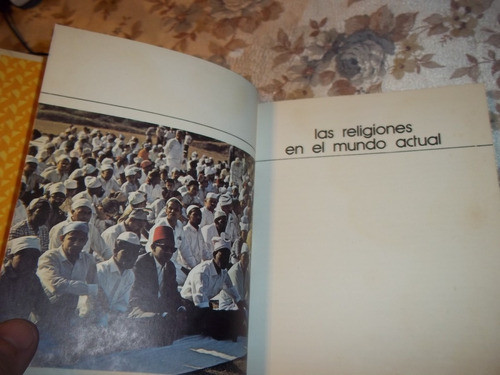 las religiones
en el mundo actual